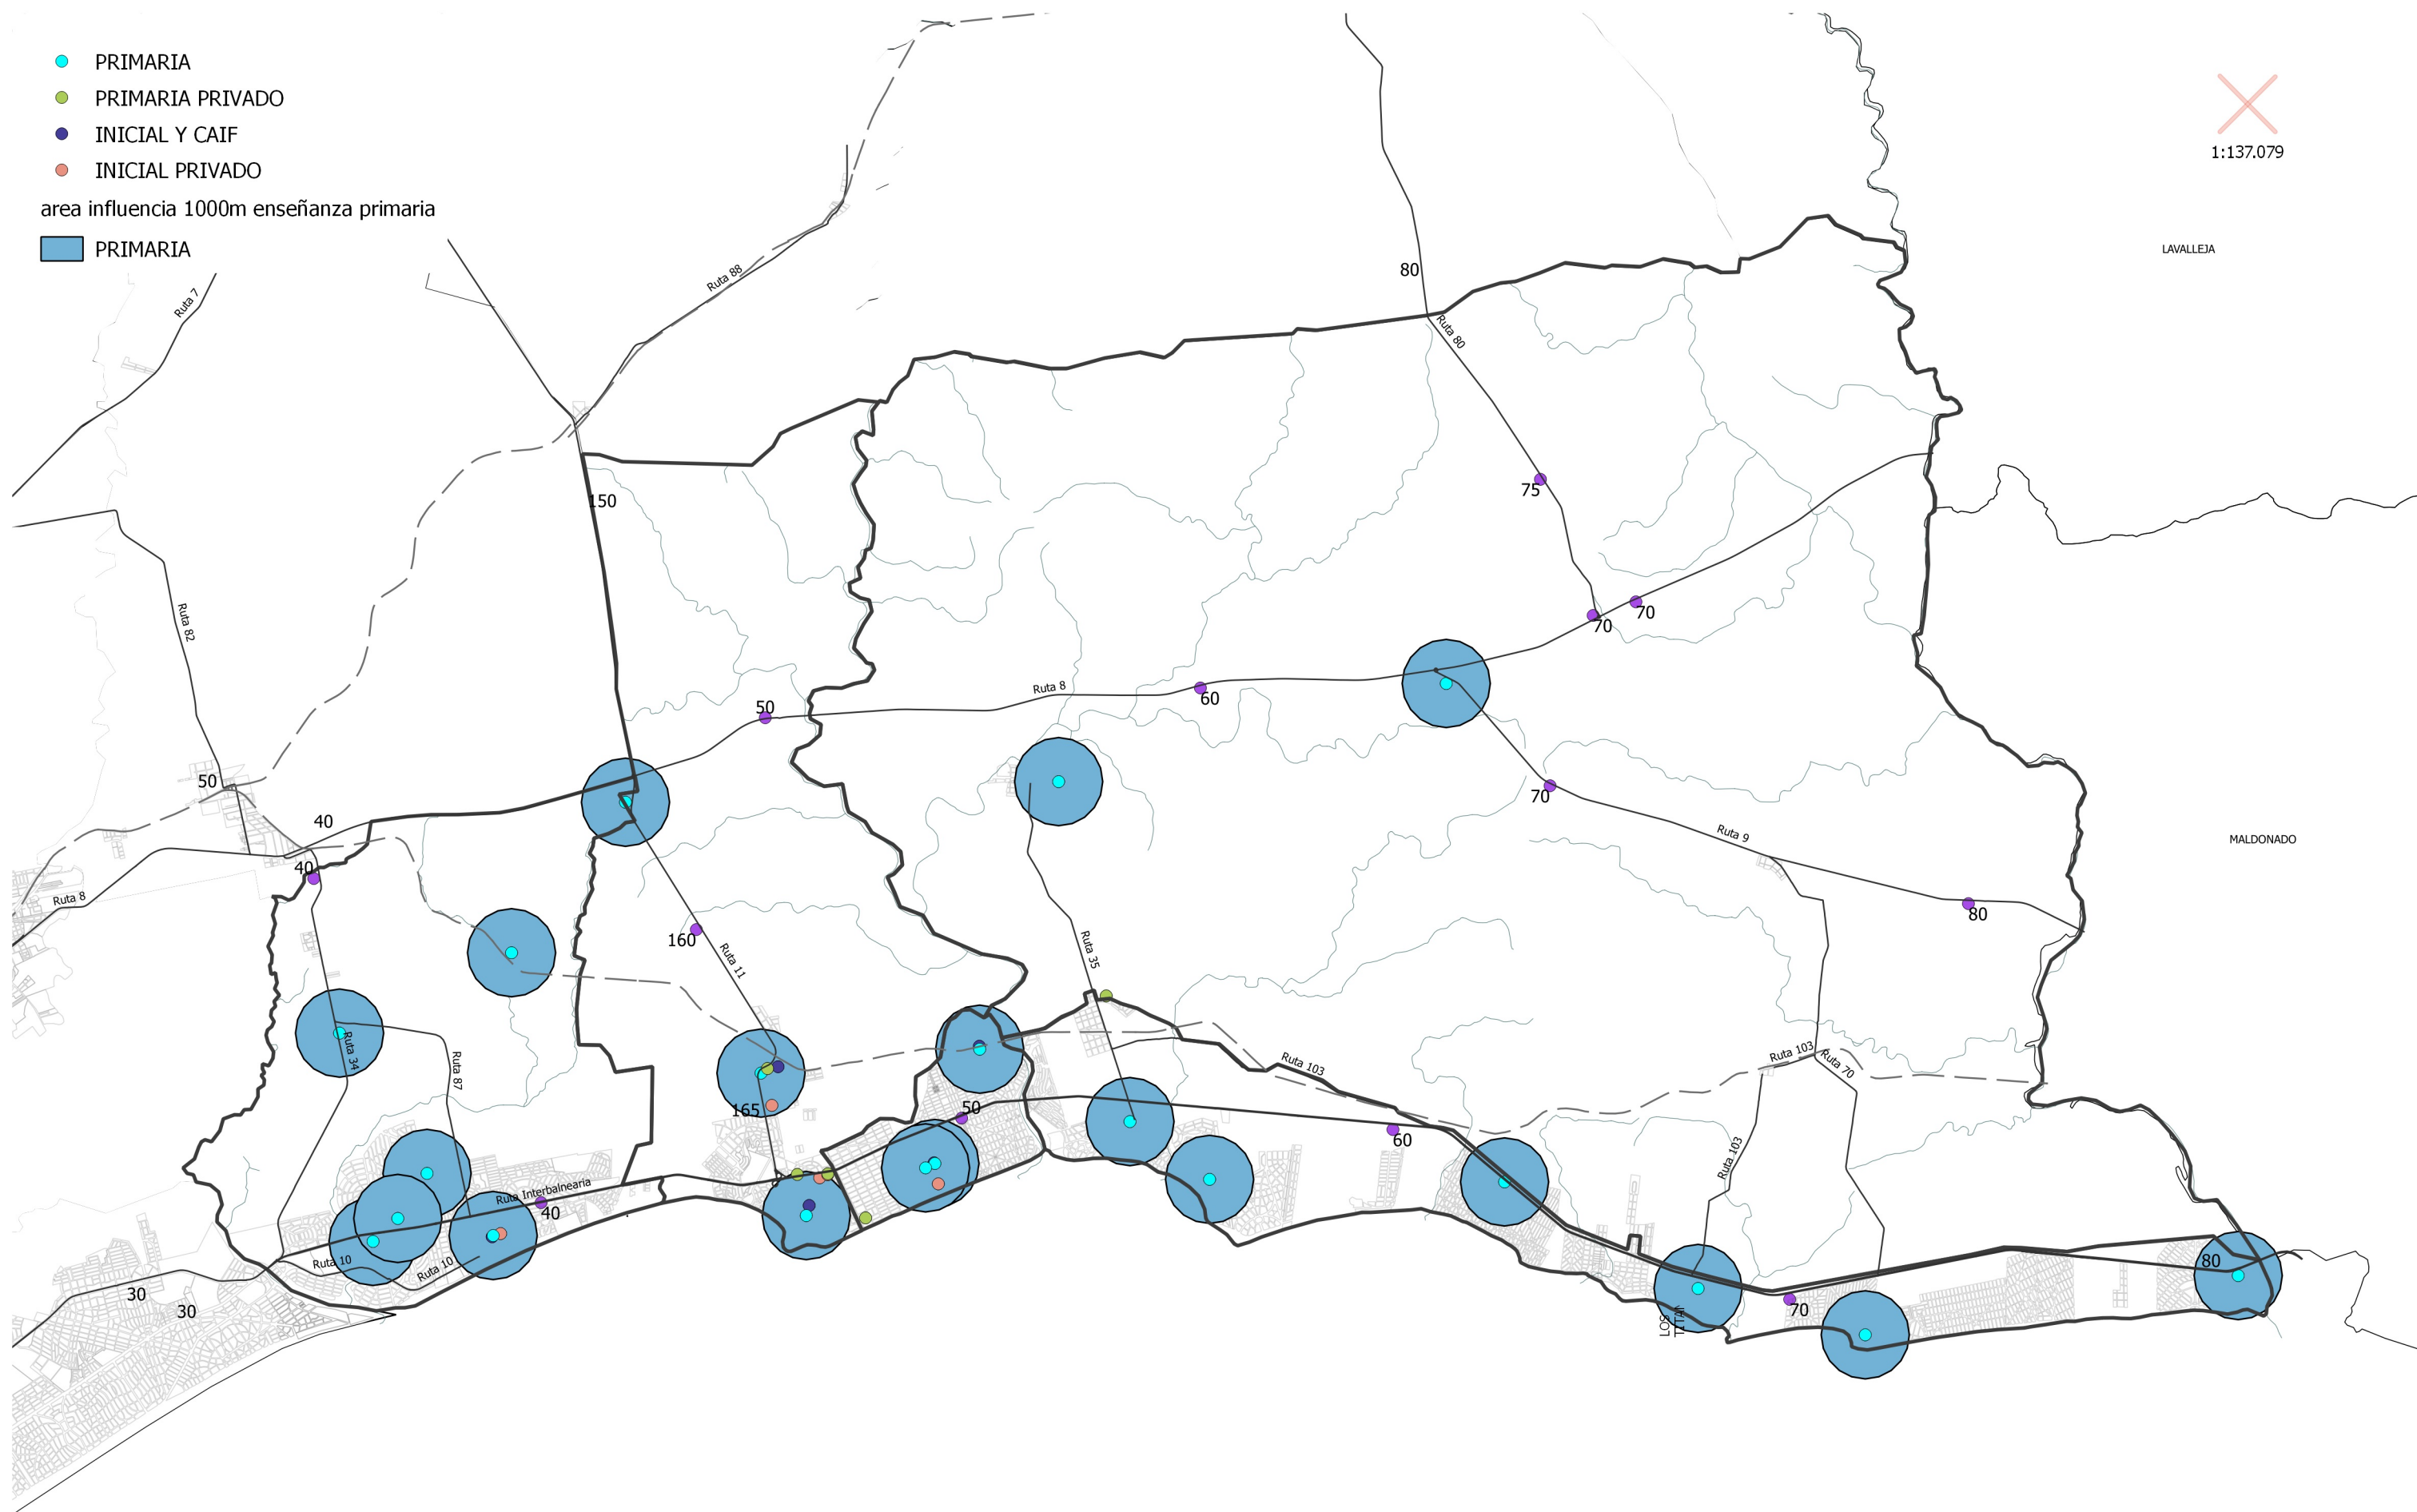 PRIMARIA
PRIMARIA PRIVADO
INICIAL Y CAIF
INICIAL PRIVADO
area influencia 1000m enseñanza primaria
PRIMARIA
1:137.079
LAVALLEJA
80
Ruta 88
Ruta 7
Ruta 80
75
150
Ruta 82
70
70
Ruta 8
60
50
50
70
40
Ruta 9
MALDONADO
40
Ruta 8
80
160
Ruta 11
Ruta 35
Ruta 34
Ruta 87
Ruta 103
Ruta 103
Ruta 70
165
50
60
Ruta 103
Ruta Interbalnearia
40
Ruta 10
Ruta 10
80
30
30
70
LOS
TITAN